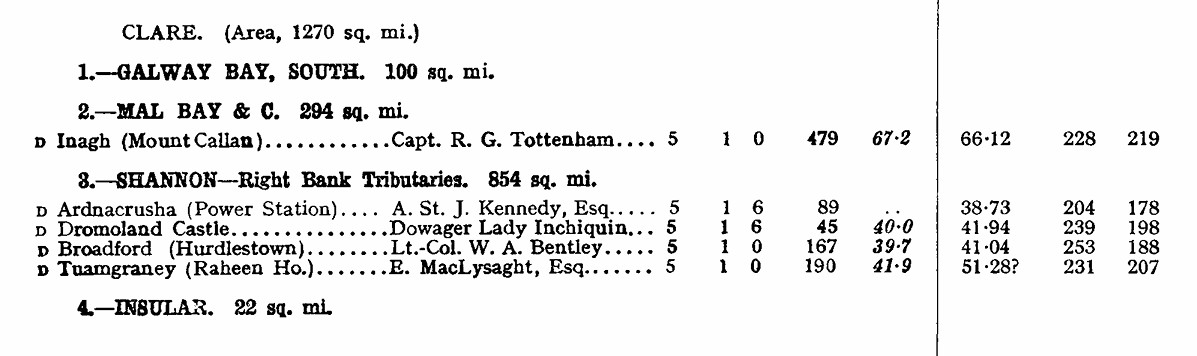 CLARE. (Area, 1270 sq. mi.)
1.—GALWAY BAY, SOUTH. 100 sq. mi.
2.—MAL BAY & C. 294 sq. mi.
D Inagh (Mount Callan)............Capt. R. G. Tottenham.... 5 1 0 479 67·2 66·12 228 219
3.—SHANNON—Right Bank Tributaries. 854 sq. mi.
D Ardnacrusha (Power Station).... A. St. J. Kennedy, Esq..... 5 1 6 89 .. 38·73 204 178
D Dromoland Castle...............Dowager Lady Inchiquin... 5 1 6 45 40·0 41·94 239 198
D Broadford (Hurdlestown)........Lt.-Col. W. A. Bentley..... 5 1 0 167 39·7 41·04 253 188
D Tuamgraney (Raheen Ho.).......E. MacLysaght, Esq....... 5 1 0 190 41·9 51·28? 231 207
4.—INSULAR. 22 sq. mi.